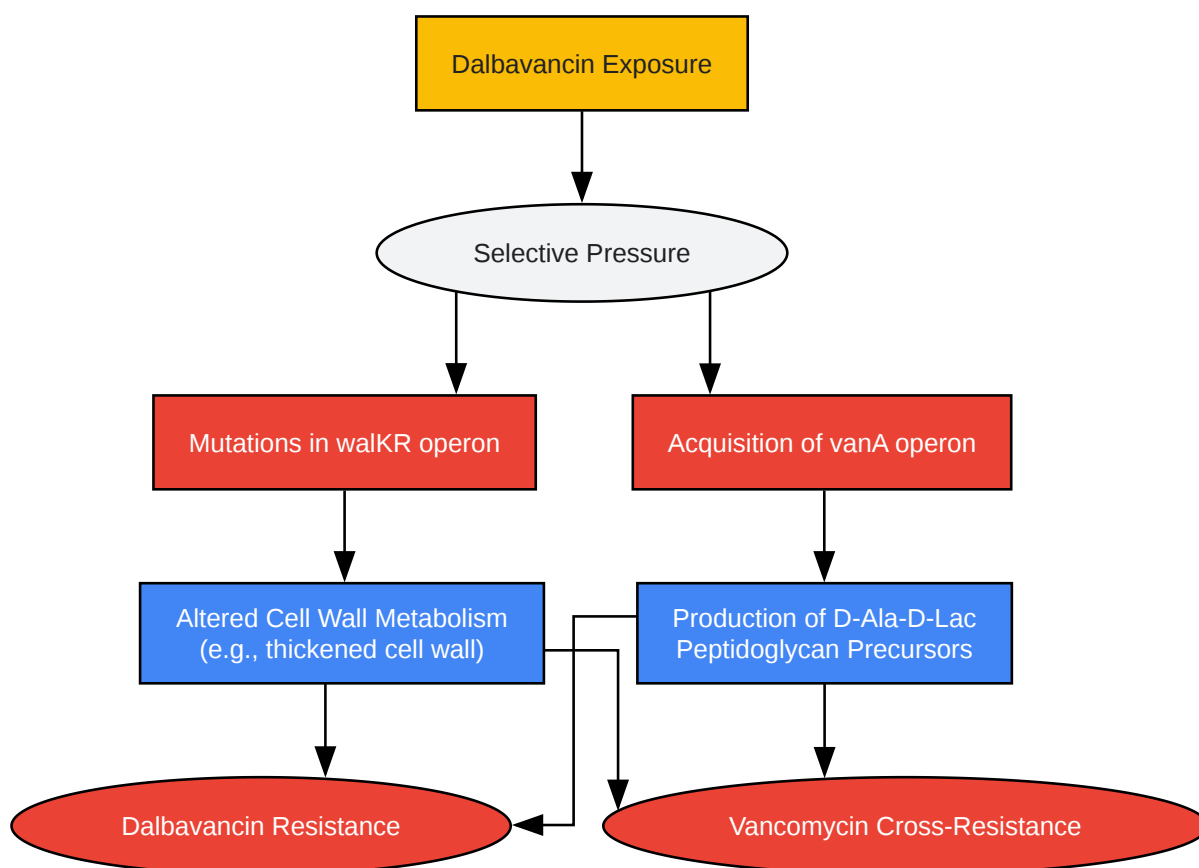 Dalbavancin Exposure
Selective Pressure
Mutations in walKR operon
Acquisition of vanA operon
Altered Cell Wall Metabolism
(e.g., thickened cell wall)
Production of D-Ala-D-Lac
Peptidoglycan Precursors
Dalbavancin Resistance
Vancomycin Cross-Resistance